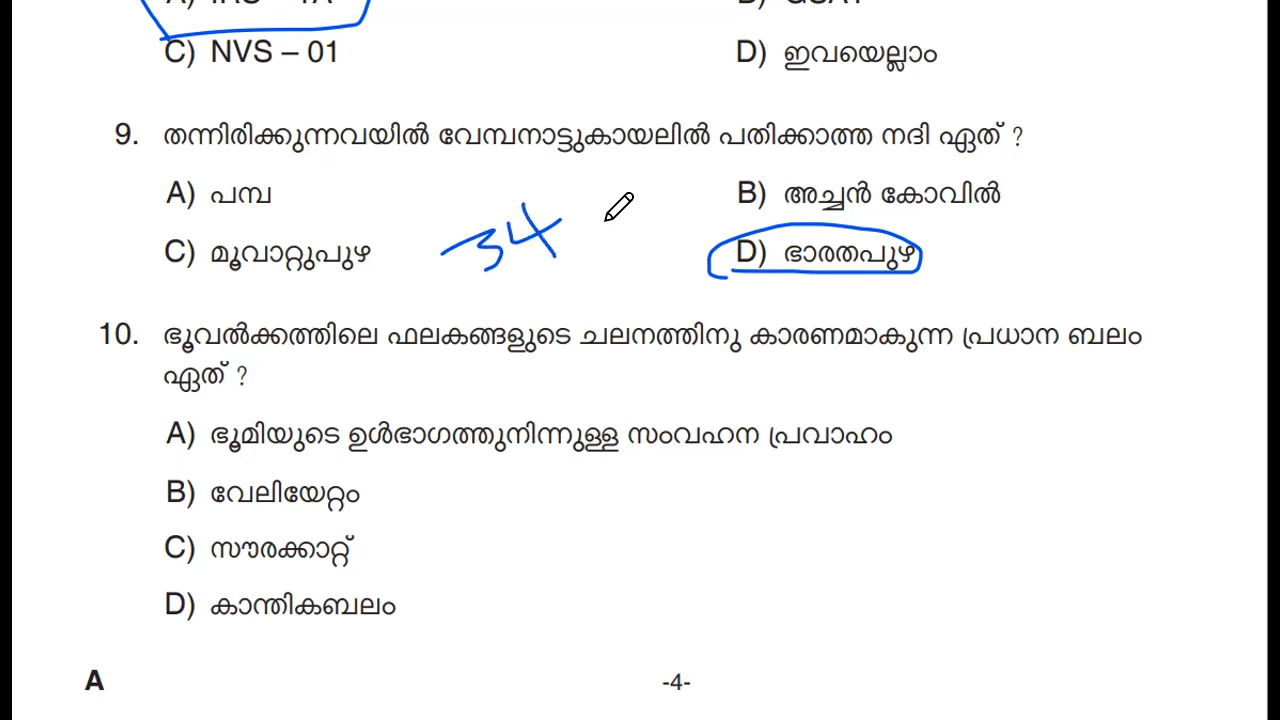 C) NVS – 01
D) ഇവയെല്ലാം
9. തന്നിരിക്കുന്നവയിൽ വേമ്പനാട്ടുകായലിൽ പതിക്കാത്ത നദി ഏത് ?
A) പമ്പ
B) അച്ചൻ കോവിൽ
C) മൂവാറ്റുപുഴ
34
D) ഭാരതപുഴ
10. ഭൂവൽക്കത്തിലെ ഫലകങ്ങളുടെ ചലനത്തിനു കാരണമാകുന്ന പ്രധാന ബലം
ഏത് ?
A) ഭൂമിയുടെ ഉൾഭാഗത്തുനിന്നുള്ള സംവഹന പ്രവാഹം
B) വേലിയേറ്റം
C) സൗരക്കാറ്റ്
D) കാന്തികബലം
A
-4-